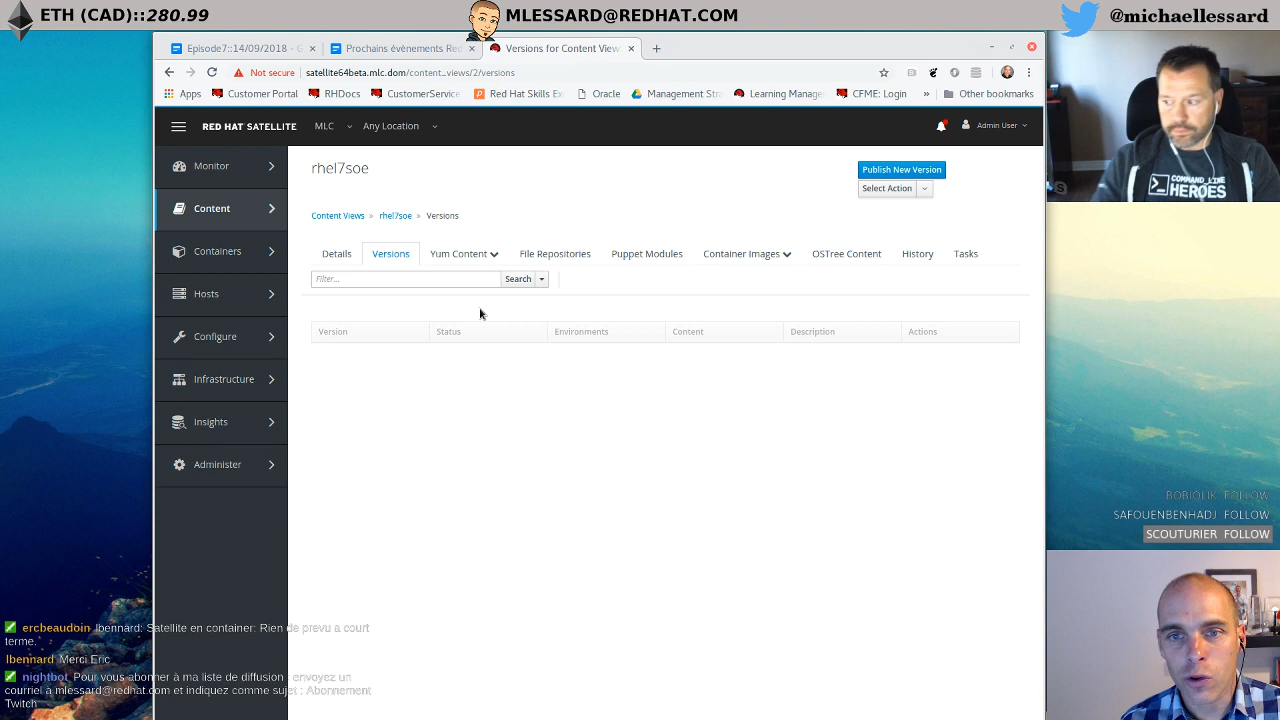 ETH (CAD)::280.99
MLESSARD@REDHAT.COM
@michaellessard
Episode7::14/09/2018 - G
Prochains évènements Red
Versions for Content View
Not secure
satellite64beta.mlc.dom/content_views/2/versions
Apps
Customer Portal
RHDocs
CustomerService
Red Hat Skills Ex
Oracle
Management Stra
Learning Manage
CFME: Login
»
Other bookmarks
RED HAT SATELLITE
MLC
Any Location
Admin User
Monitor
Content
Containers
Hosts
Configure
Infrastructure
Insights
Administer
rhel7soe
Publish New Version
Select Action
Content Views » rhel7soe » Versions
Details
Versions
Yum Content
File Repositories
Puppet Modules
Container Images
OSTree Content
History
Tasks
Filter...
Search
Version
Status
Environments
Content
Description
Actions
COMMAND_LINE
HEROES
BOBIOLIK FOLLOW
SAFOUENBENHADJ FOLLOW
SCOUTURIER FOLLOW
ercbeaudoin lbennard: Satellite en container: Rien de prevu a court
terme.
lbennard Merci Eric
nightbot Pour vous abonner à ma liste de diffusion : envoyez un
courriel à mlessard@redhat.com et indiquez comme sujet : Abonnement
Twitch